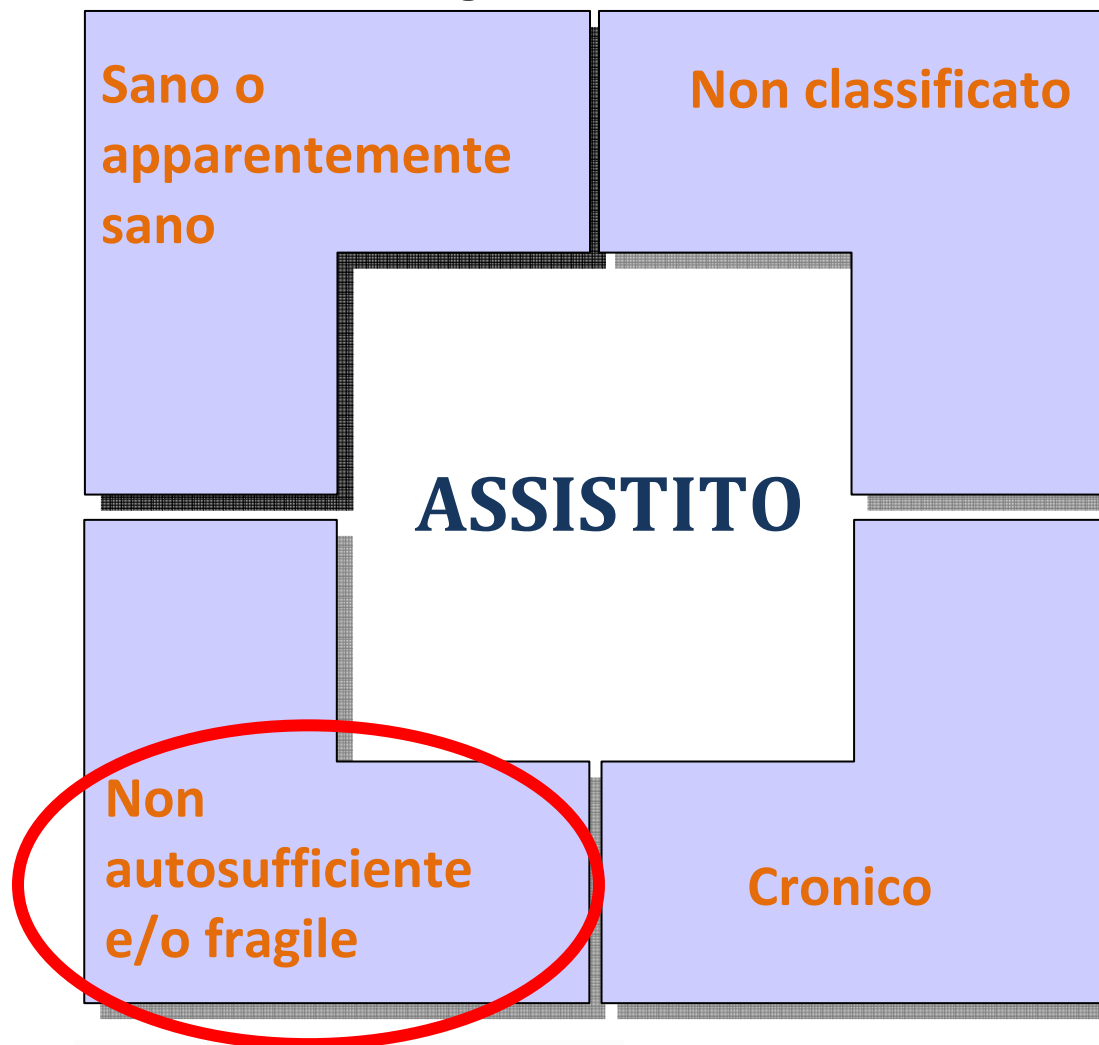 Sano o
apparentemente
sano
Non classificato
ASSISTITO
Non
autosufficiente
e/o fragile
Cronico